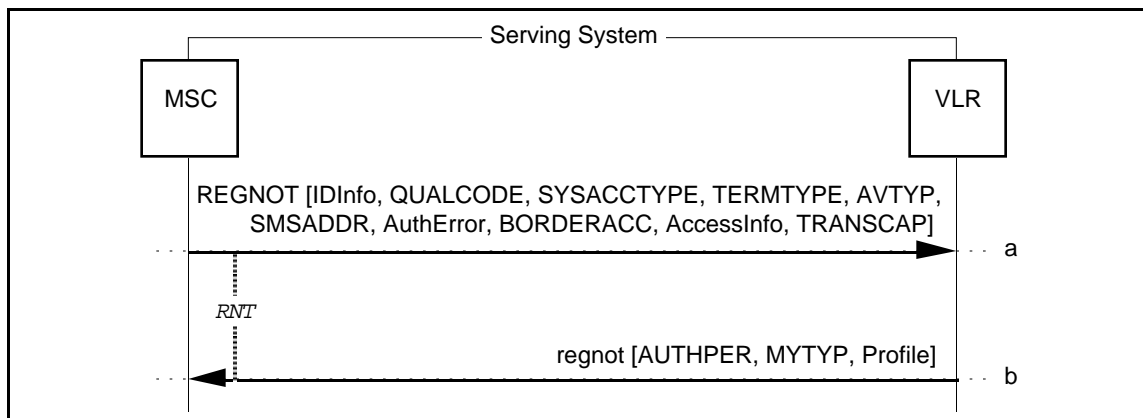 Serving System
MSC
VLR
REGNOT [IDInfo, QUALCODE, SYSACCTYPE, TERMTYPE, AVTYP,
SMSADDR, AuthError, BORDERACC, AccessInfo, TRANSCAP]
a
RNT
regnot [AUTHPER, MYTYP, Profile]
b